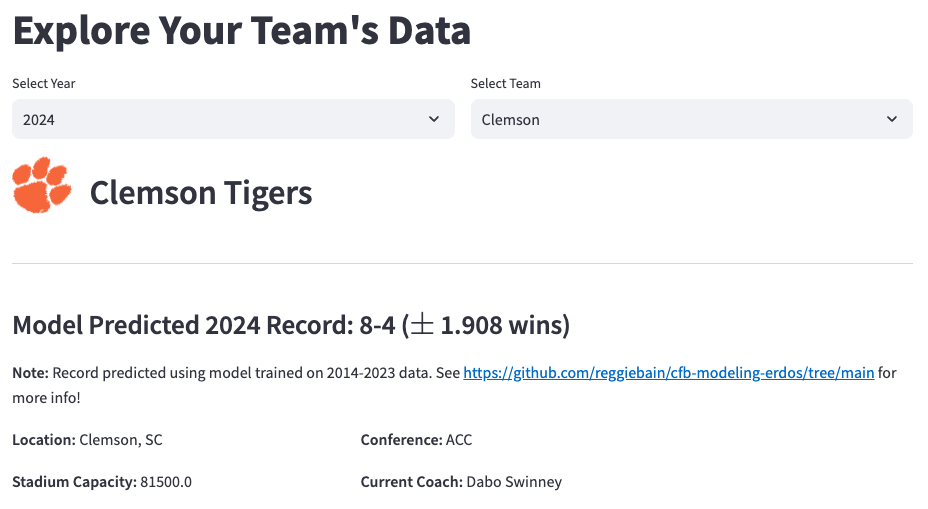 Explore Your Team's Data
Select Year
Select Team
2024
Clemson
Clemson Tigers
Model Predicted 2024 Record: 8-4 (± 1.908 wins)
Note: Record predicted using model trained on 2014-2023 data. See https://github.com/reggiebain/cfb-modeling-erdos/tree/main for
more info!
Location: Clemson, SC
Conference: ACC
Stadium Capacity: 81500.0
Current Coach: Dabo Swinney